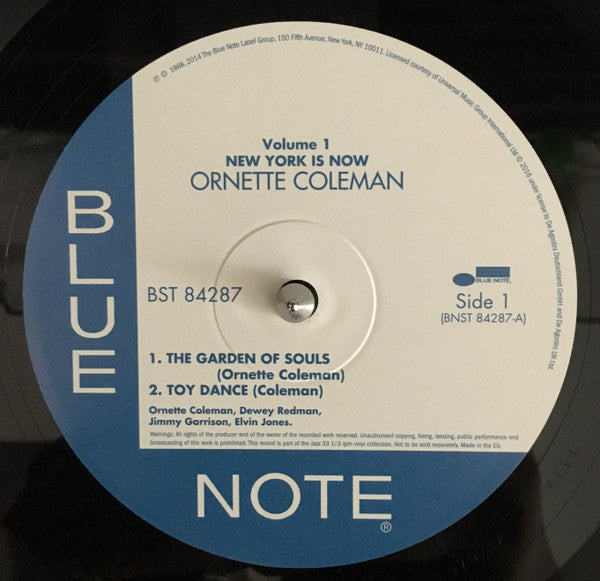 ℗ © 1968, 2014 The Blue Note Label Group, 150 Fifth Avenue, New York, NY 10011. Licensed courtesy of Universal Music Group International Ltd © 2016 under license to De Agostini Deutschland GmbH and De Agostini UK Ltd.
Volume 1
NEW YORK IS NOW
ORNETTE COLEMAN
BLUE
BST 84287
BLUE NOTE
Side 1
(BNST 84287-A)
1. THE GARDEN OF SOULS
(Ornette Coleman)
2. TOY DANCE (Coleman)
Ornette Coleman, Dewey Redman,
Jimmy Garrison, Elvin Jones.
Warnings. All rights of the producer and of the owner of the recorded work reserved. Unauthorised copying, hiring, lending, public performance and
broadcasting of this work is prohibited. This record is part of the Jazz 33 1/3 rpm vinyl collection. Not to be sold separately. Made in the EU.
NOTE®